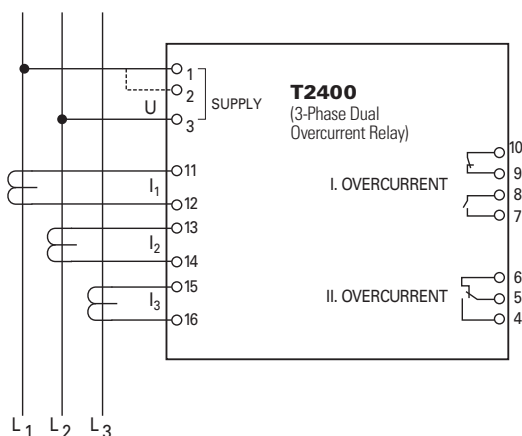 1
2
SUPPLY
U
3
T2400
(3-Phase Dual
Overcurrent Relay)
11
I1
12
13
I2
14
15
I3
16
I. OVERCURRENT
10
9
8
7
II. OVERCURRENT
6
5
4
L1 L2 L3